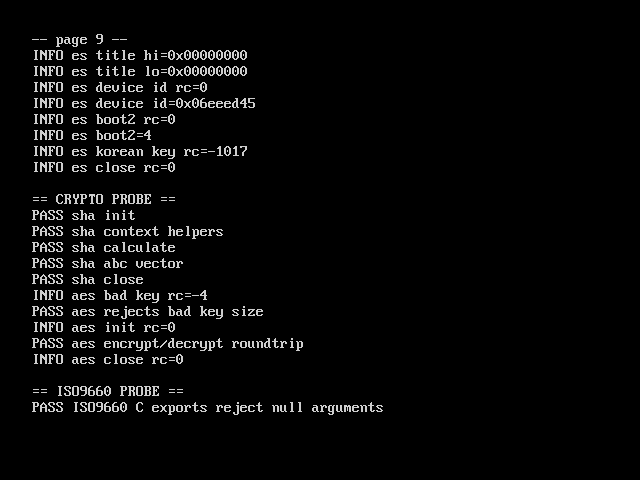 -- page 9 --
INFO es title hi=0x00000000
INFO es title lo=0x00000000
INFO es device id rc=0
INFO es device id=0x06eeed45
INFO es boot2 rc=0
INFO es boot2=4
INFO es korean key rc=-1017
INFO es close rc=0
== CRYPTO PROBE ==
PASS sha init
PASS sha context helpers
PASS sha calculate
PASS sha abc vector
PASS sha close
INFO aes bad key rc=-4
PASS aes rejects bad key size
INFO aes init rc=0
PASS aes encrypt/decrypt roundtrip
INFO aes close rc=0
== ISO9660 PROBE ==
PASS ISO9660 C exports reject null arguments